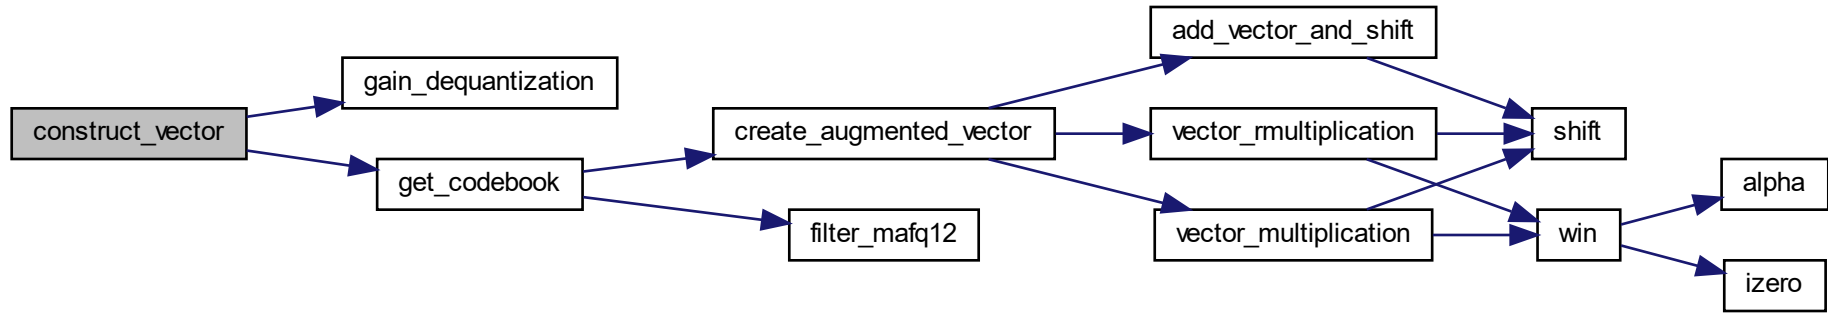 construct_vector
gain_dequantization
get_codebook
create_augmented_vector
filter_mafq12
add_vector_and_shift
vector_rmultiplication
vector_multiplication
shift
win
alpha
izero